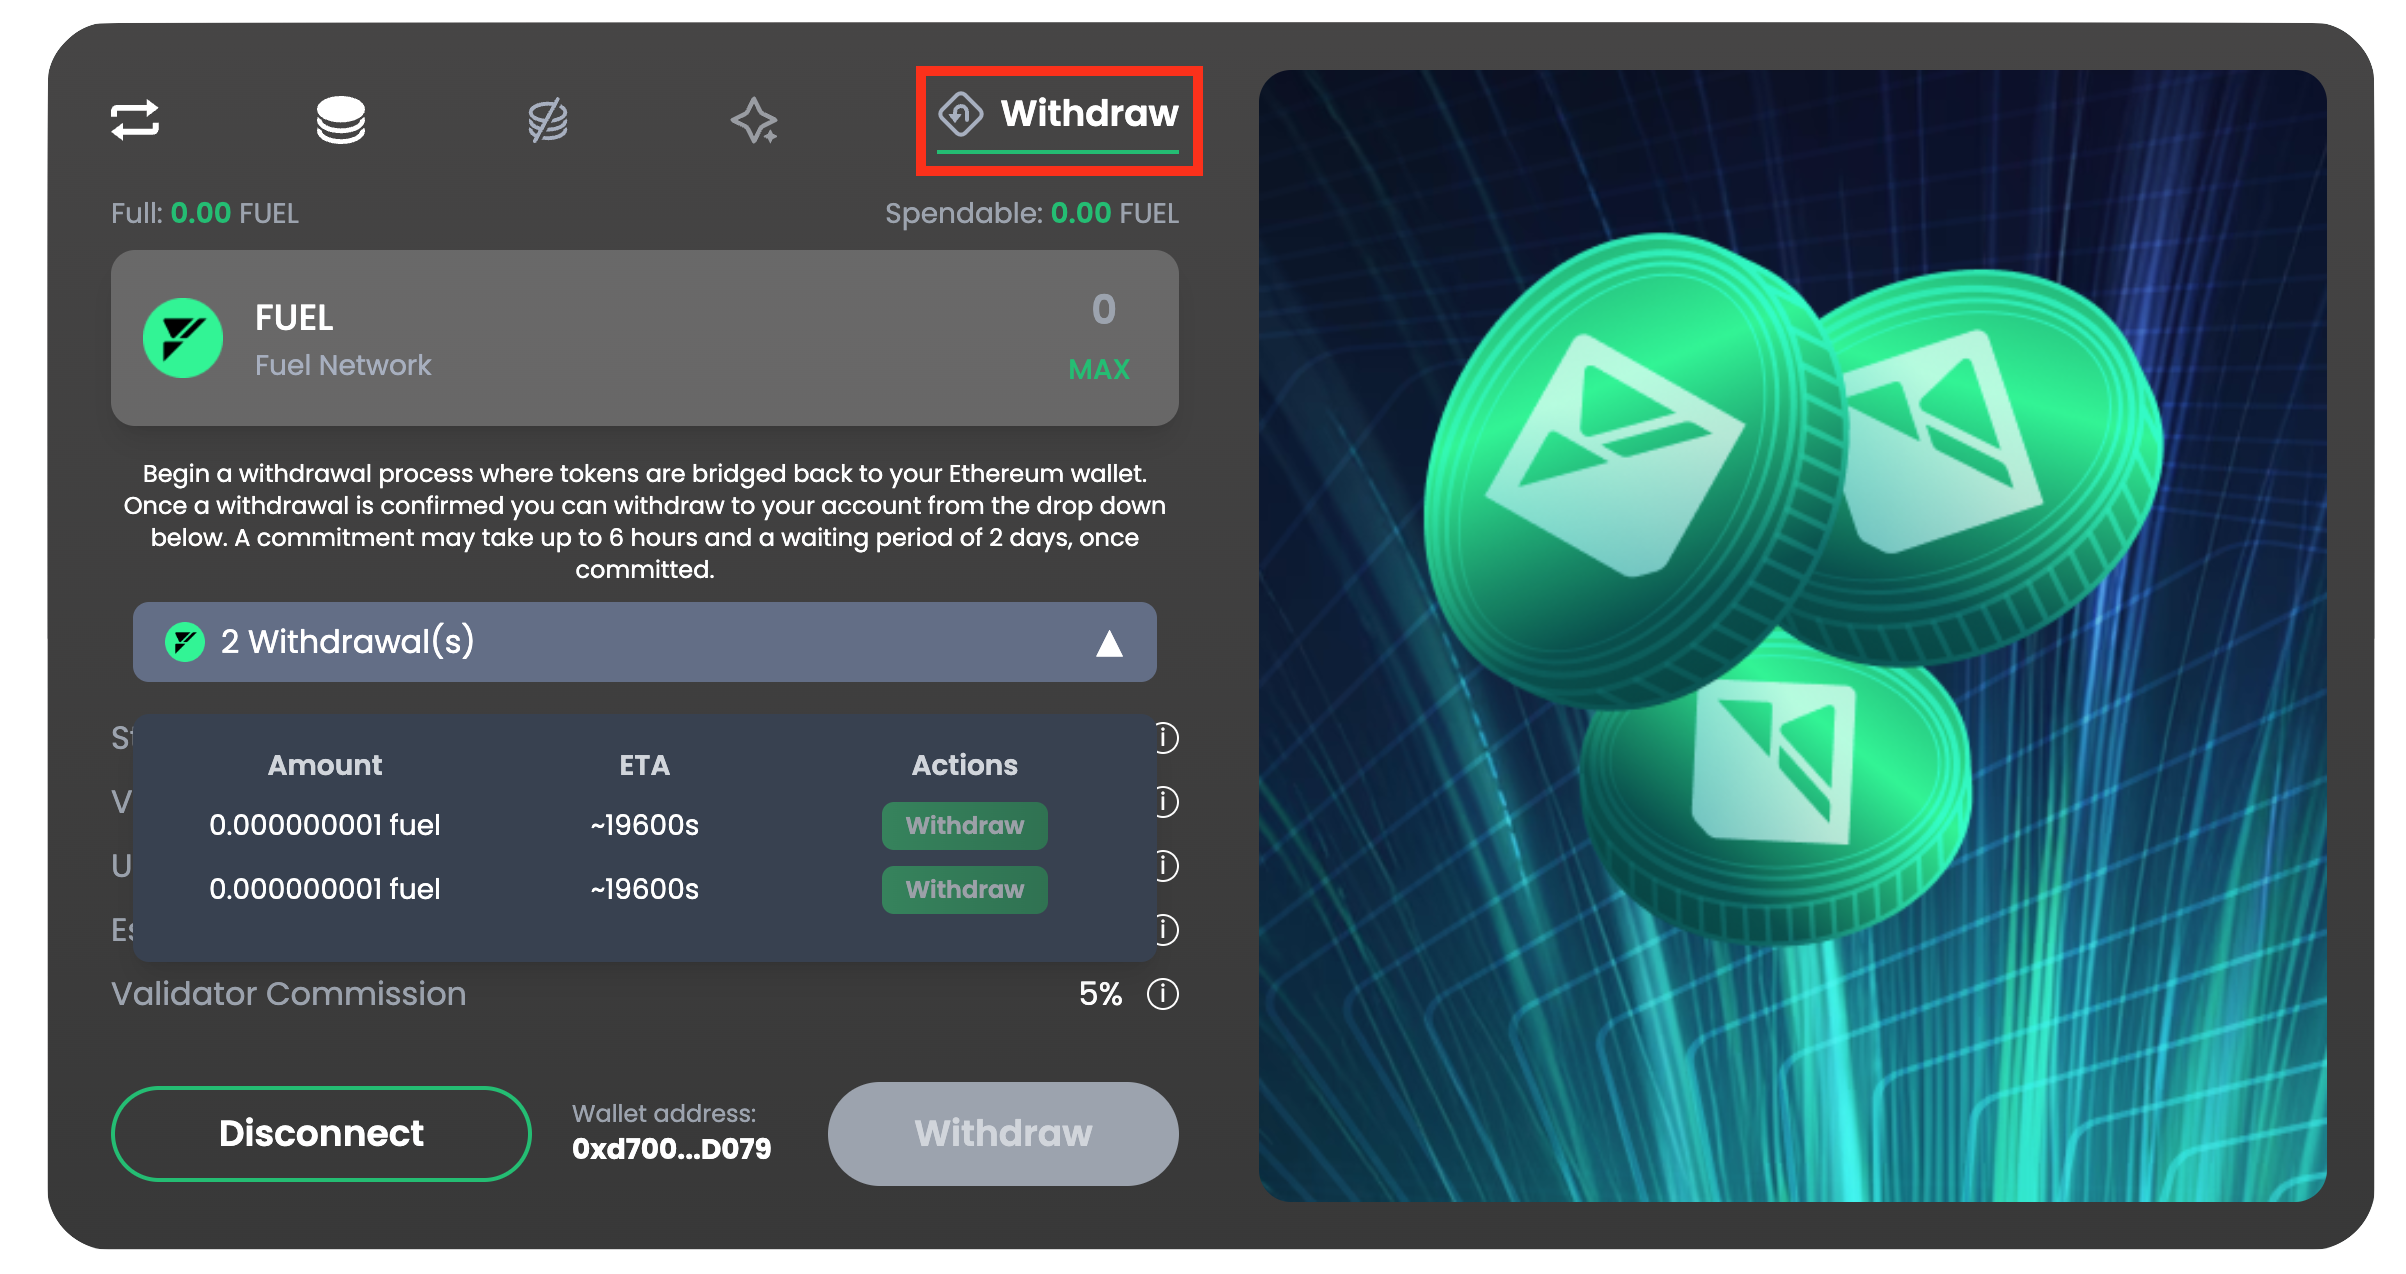 Withdraw
Full: 0.00 FUEL
Spendable: 0.00 FUEL
FUEL
0
Fuel Network
MAX
Begin a withdrawal process where tokens are bridged back to your Ethereum wallet.
Once a withdrawal is confirmed you can withdraw to your account from the drop down
below. A commitment may take up to 6 hours and a waiting period of 2 days, once
committed.
2 Withdrawal(s)
Amount ETA Actions
0.000000001 fuel ~19600s Withdraw
0.000000001 fuel ~19600s Withdraw
Validator Commission 5%
Disconnect
Wallet address:
0xd700...D079
Withdraw